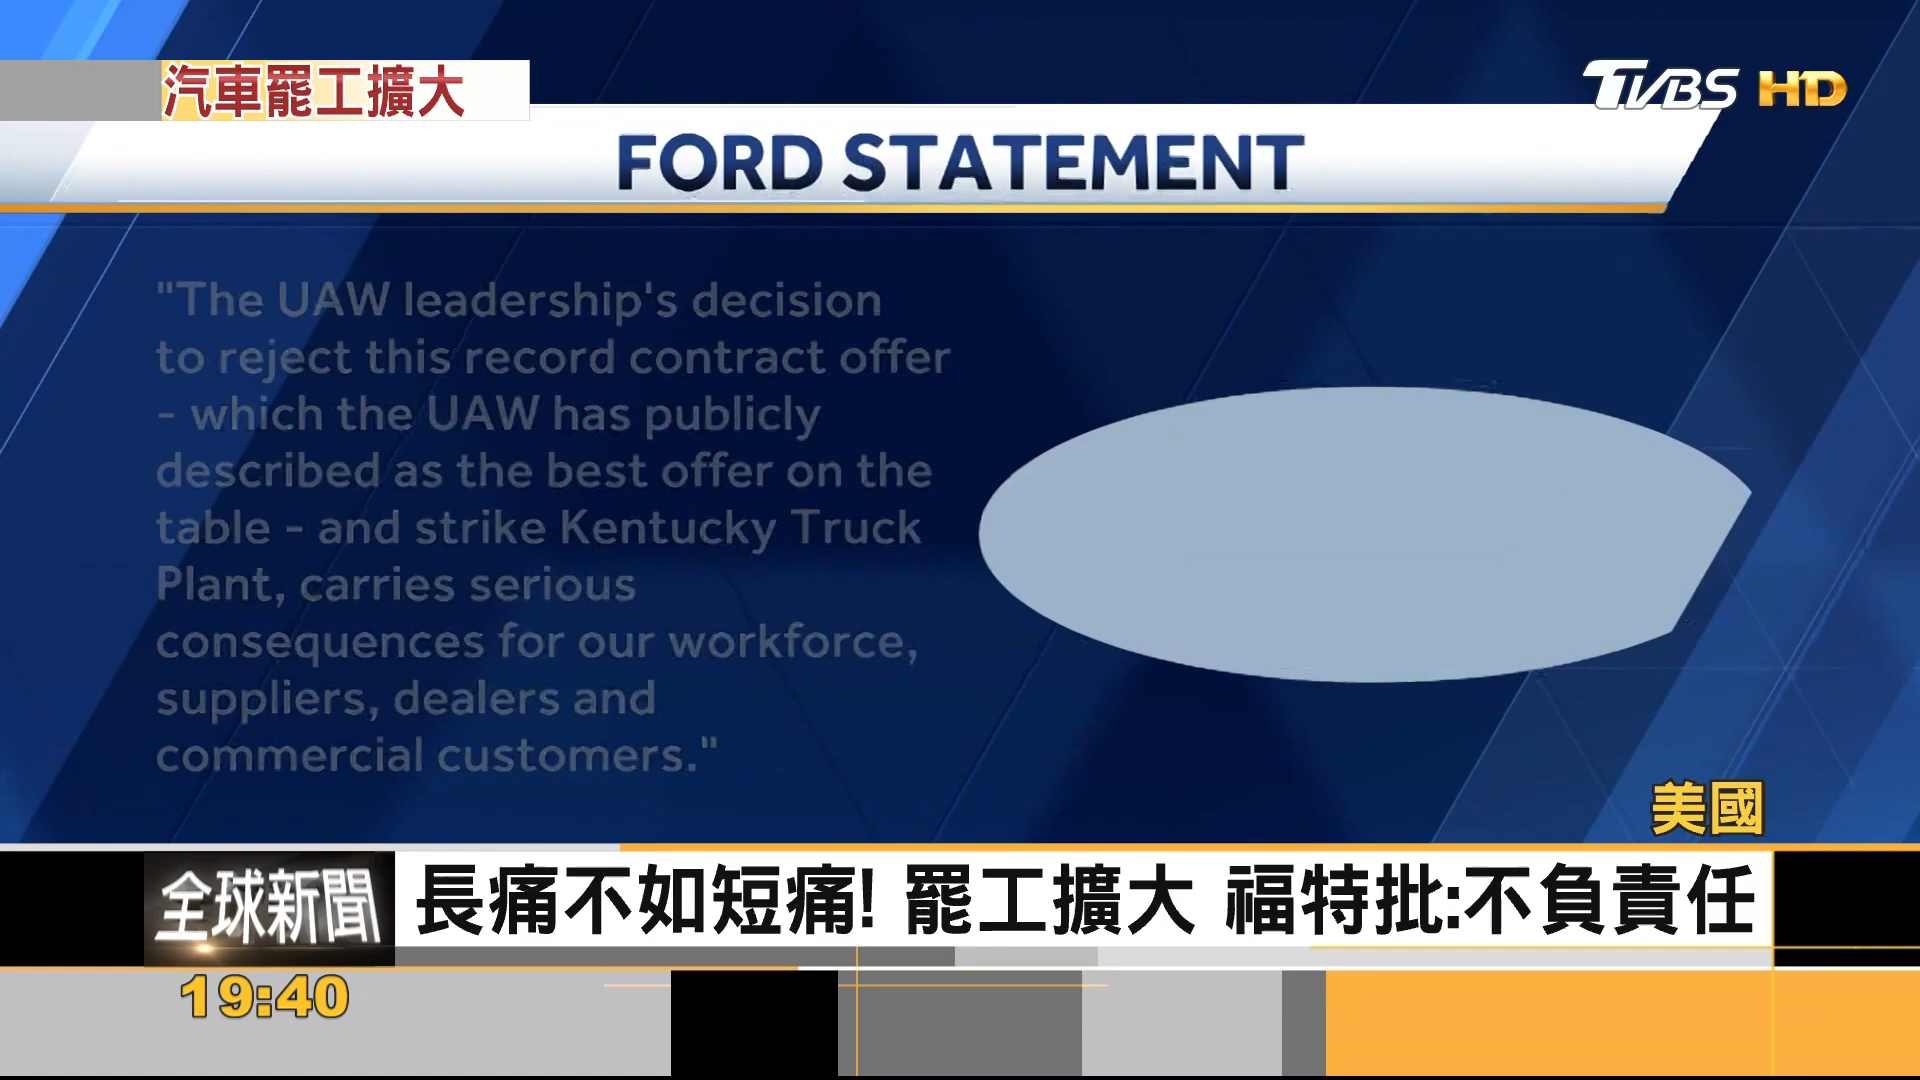 汽車罷工擴大
TVBS HD
FORD STATEMENT
"The UAW leadership's decision
to reject this record contract offer
- which the UAW has publicly
described as the best offer on the
table - and strike Kentucky Truck
Plant, carries serious
consequences for our workforce,
suppliers, dealers and
commercial customers."
美國
全球新聞
長痛不如短痛! 罷工擴大 福特批:不負責任
19:40